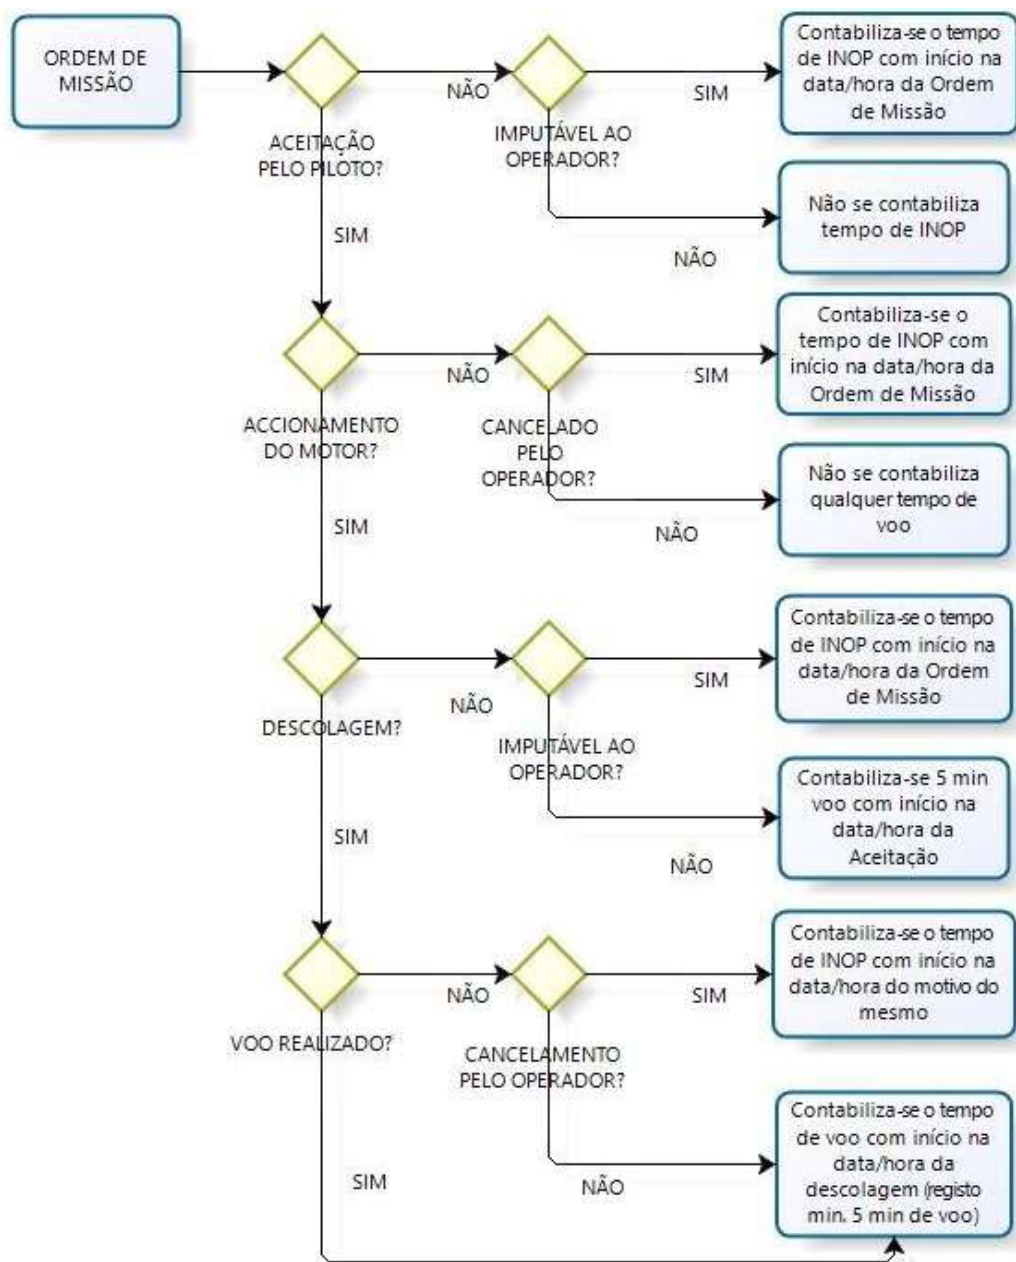 ORDEM DE
MISSÃO
ACEITAÇÃO
PELO PILOTO?
NÃO
IMPUTÁVEL AO
OPERADOR?
SIM
Contabiliza-se o tempo
de INOP com início na
data/hora da Ordem
de Missão
NÃO
Não se contabiliza
tempo de INOP
SIM
ACCIONAMENTO
DO MOTOR?
NÃO
CANCELADO
PELO
OPERADOR?
SIM
Contabiliza-se o
tempo de INOP com
início na data/hora da
Ordem de Missão
NÃO
Não se contabiliza
qualquer tempo de
voo
SIM
DESCOLAGEM?
NÃO
IMPUTÁVEL AO
OPERADOR?
SIM
Contabiliza-se o tempo
de INOP com início na
data/hora da Ordem
de Missão
NÃO
Contabiliza-se 5 min
voo com início na
data/hora da
Aceitação
SIM
VOO REALIZADO?
NÃO
CANCELAMENTO
PELO OPERADOR?
SIM
Contabiliza-se o tempo
de INOP com início na
data/hora do motivo do
mesmo
NÃO
Contabiliza-se o tempo
de voo com início na
data/hora da
descolagem (registo
min. 5 min de voo)
SIM